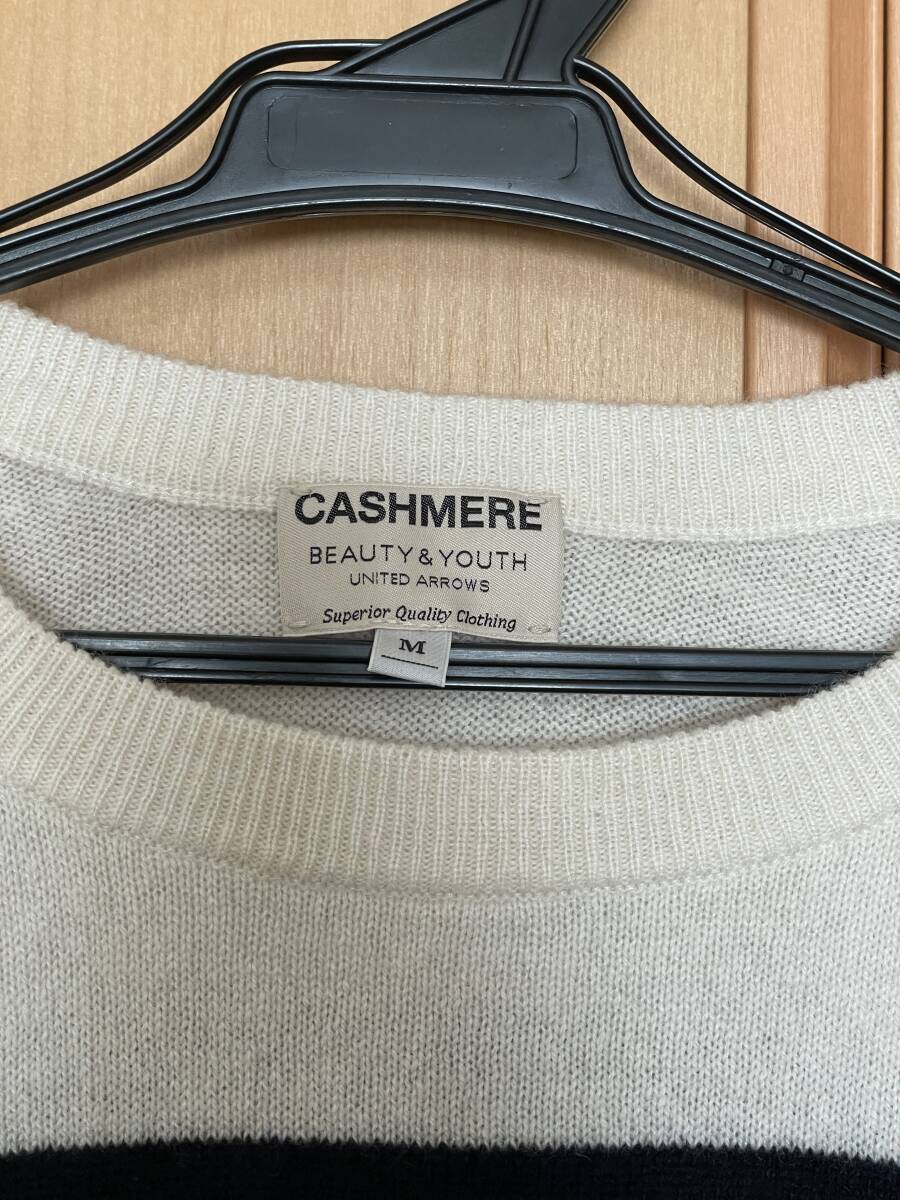 CASHMERE
BEAUTY & YOUTH
UNITED ARROWS
Superior Quality Clothing
M